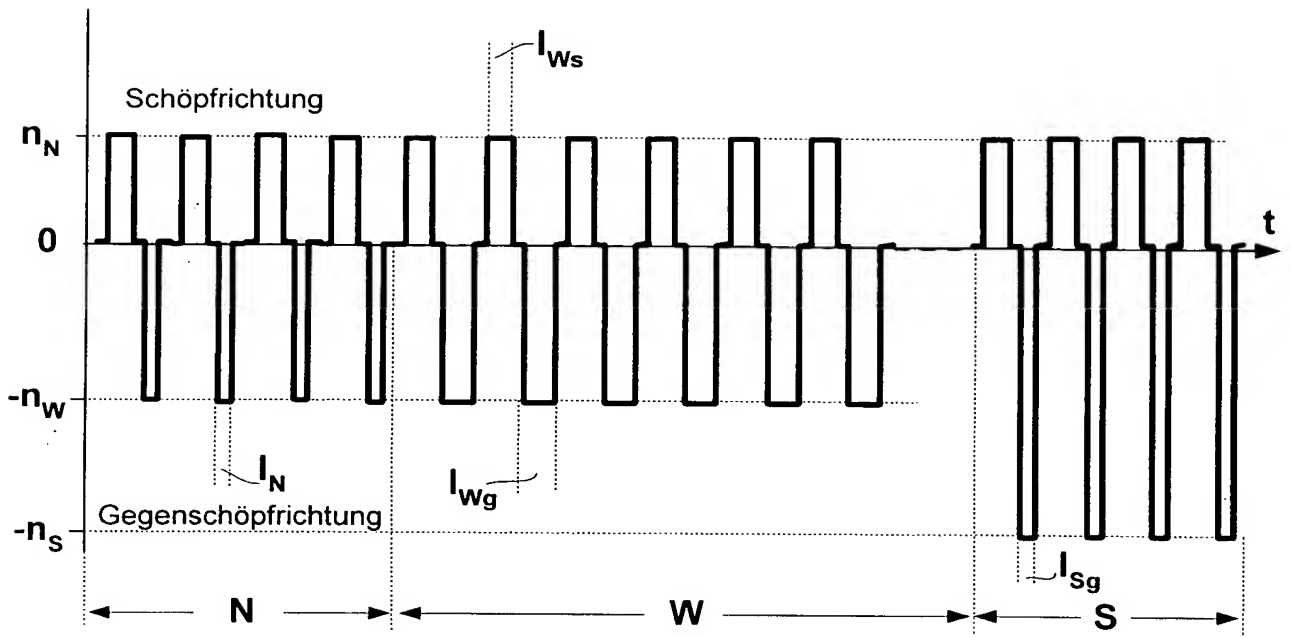 I_Ws
Schöpfrichtung
n_N
0
t
-n_W
I_N
I_Wg
Gegenschöpfrichtung
-n_S
I_Sg
N
W
S